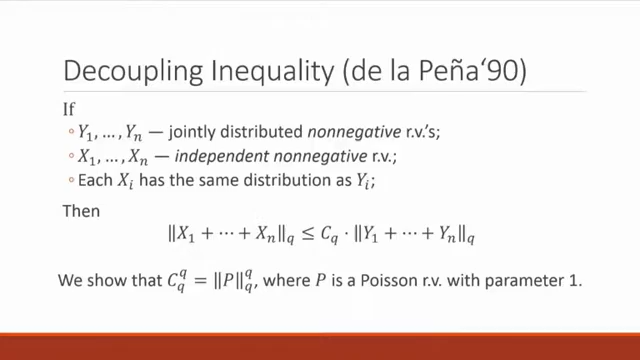 Decoupling Inequality (de la Peña‘90)
If
◦ Y₁, … , Yₙ — jointly distributed nonnegative r.v.'s;
◦ X₁, … , Xₙ — independent nonnegative r.v.;
◦ Each Xᵢ has the same distribution as Yᵢ;
Then
‖X₁ + ⋯ + Xₙ‖_q ≤ C_q · ‖Y₁ + ⋯ + Yₙ‖_q
We show that C_q^q = ‖P‖_q^q, where P is a Poisson r.v. with parameter 1.